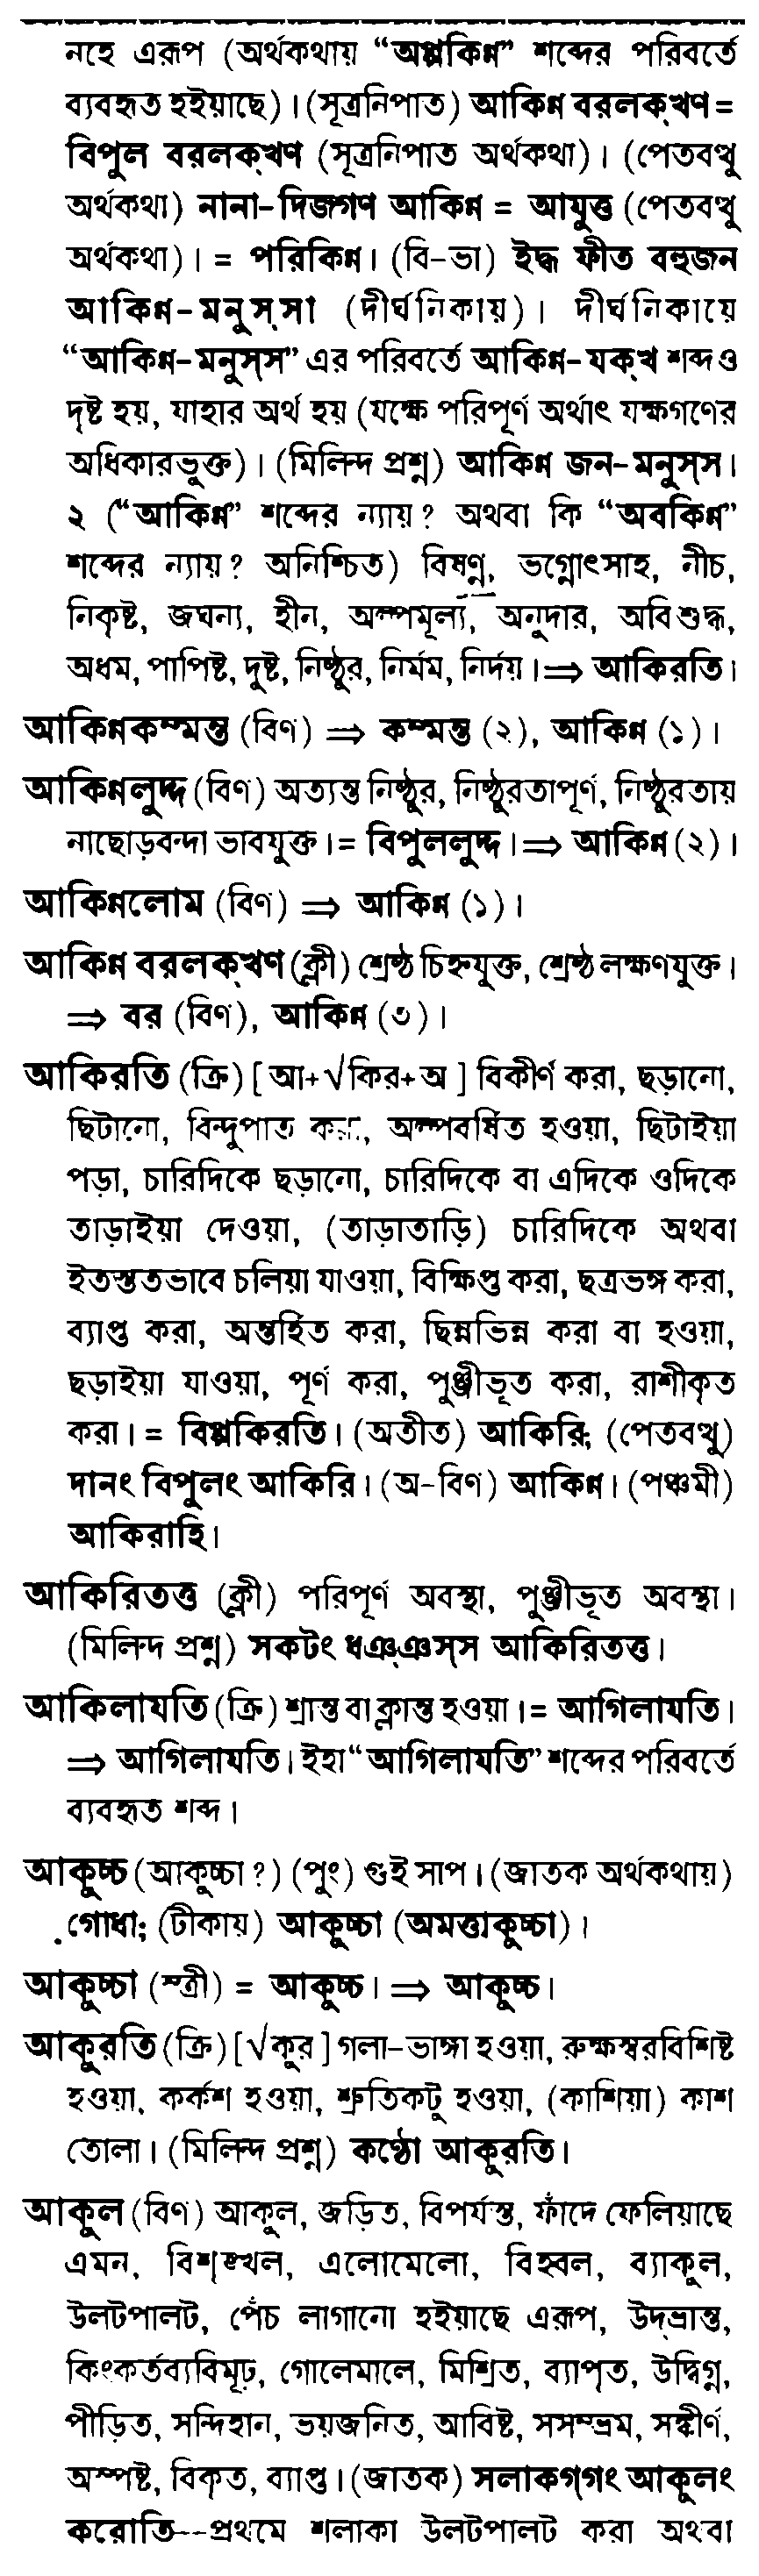 নহে এরূপ (অর্থকথায় “অপ্পকিন্ন” শব্দের পরিবর্তে
ব্যবহৃত হইয়াছে)। (সূত্রনিপাত) আকিন্ন বরলক্‌খণ =
বিপুল বরলক্‌খণ (সূত্রনিপাত অর্থকথা)। (পেতবত্থু
অর্থকথা) নানা-দিজগণ আকিন্ন = আযুত্ত (পেতবত্থু
অর্থকথা)। = পরিকিন্ন। (বি-ভা) ইদ্ধ ফীত বহুজন
আকিন্ন-মনুস্‌সা (দীর্ঘনিকায়)। দীর্ঘনিকায়ে
“আকিন্ন-মনুস্‌স” এর পরিবর্তে আকিন্ন-যক্‌খ শব্দও
দৃষ্ট হয়, যাহার অর্থ হয় (যক্ষে পরিপূর্ণ অর্থাৎ যক্ষগণের
অধিকারভুক্ত)। (মিলিন্দ প্রশ্ন) আকিন্ন জন-মনুস্‌স।
২ (“আকিন্ন” শব্দের ন্যায়? অথবা কি “অবকিন্ন”
শব্দের ন্যায়? অনিশ্চিত) বিষণ্ণ, ভগ্নোৎসাহ, নীচ,
নিকৃষ্ট, জঘন্য, হীন, অল্পমূল্য, অনুদার, অবিশুদ্ধ,
অধম, পাপিষ্ট, দুষ্ট, নিষ্ঠুর, নির্মম, নির্দয়। ⇒ আকিরতি।
আকিন্নকম্মন্ত (বিণ) ⇒ কম্মন্ত (২), আকিন্ন (১)।
আকিন্নলুদ্দ (বিণ) অত্যন্ত নিষ্ঠুর, নিষ্ঠুরতাপূর্ণ, নিষ্ঠুরতায়
নাছোড়বন্দা ভাবযুক্ত। = বিপুললুদ্দ। ⇒ আকিন্ন (২)।
আকিন্নলোম (বিণ) ⇒ আকিন্ন (১)।
আকিন্ন বরলক্‌খণ (ক্লী) শ্রেষ্ঠ চিহ্নযুক্ত, শ্রেষ্ঠ লক্ষণযুক্ত।
⇒ বর (বিণ), আকিন্ন (৩)।
আকিরতি (ক্রি) [ আ+√কির+অ ] বিকীর্ণ করা, ছড়ানো,
ছিটানো, বিন্দুপাত করা, অল্পবর্ষিত হওয়া, ছিটাইয়া
পড়া, চারিদিকে ছড়ানো, চারিদিকে বা এদিকে ওদিকে
তাড়াইয়া দেওয়া, (তাড়াতাড়ি) চারিদিকে অথবা
ইতস্ততভাবে চলিয়া যাওয়া, বিক্ষিপ্ত করা, ছত্রভঙ্গ করা,
ব্যাপ্ত করা, অন্তর্হিত করা, ছিন্নভিন্ন করা বা হওয়া,
ছড়াইয়া যাওয়া, পূর্ণ করা, পুঞ্জীভূত করা, রাশীকৃত
করা। = বিপ্পকিরতি। (অতীত) আকিরি; (পেতবত্থু)
দানং বিপুলং আকিরি। (অ-বিণ) আকিন্ন। (পঞ্চমী)
আকিরাহি।
আকিরিতত্ত (ক্লী) পরিপূর্ণ অবস্থা, পুঞ্জীভূত অবস্থা।
(মিলিন্দ প্রশ্ন) সকটং ধঞ্‌ঞস্‌স আকিরিতত্ত।
আকিলাযতি (ক্রি) শ্রান্ত বা ক্লান্ত হওয়া। = আগিলাযতি।
⇒ আগিলাযতি। ইহা “আগিলাযতি” শব্দের পরিবর্তে
ব্যবহৃত শব্দ।
আকুচ্চ (আকুচ্চা?) (পুং) গুই সাপ। (জাতক অর্থকথায়)
গোধা; (টীকায়) আকুচ্চা (অমত্তাকুচ্চা)।
আকুচ্চা (স্ত্রী) = আকুচ্চ। ⇒ আকুচ্চ।
আকুরতি (ক্রি) [√কুর ] গলা-ভাঙ্গা হওয়া, রুক্ষস্বরবিশিষ্ট
হওয়া, কর্কশ হওয়া, শ্রুতিকটু হওয়া, (কাশিয়া) কাশ
তোলা। (মিলিন্দ প্রশ্ন) কণ্ঠো আকুরতি।
আকুল (বিণ) আকুল, জড়িত, বিপর্যস্ত, ফাঁদে ফেলিয়াছে
এমন, বিশৃঙ্খল, এলোমেলো, বিহ্বল, ব্যাকুল,
উলটপালট, পেঁচ লাগানো হইয়াছে এরূপ, উদ্‌ভ্রান্ত,
কিংকর্তব্যবিমূঢ়, গোলেমালে, মিশ্রিত, ব্যাপৃত, উদ্বিগ্ন,
পীড়িত, সন্দিহান, ভয়জনিত, আবিষ্ট, সসম্ভ্রম, সঙ্কীর্ণ,
অস্পষ্ট, বিকৃত, ব্যাপ্ত। (জাতক) সলাকগ্‌গং আকুলং
করোতি—প্রথমে শলাকা উলটপালট করা অথবা